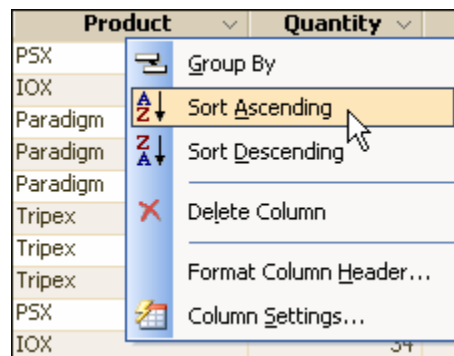 Product Quantity
PSX
Group By
IOX
Sort Ascending
Paradigm
Paradigm
Sort Descending
Paradigm
Tripex
Delete Column
Tripex
Tripex
Format Column Header...
PSX
Column Settings...
IOX